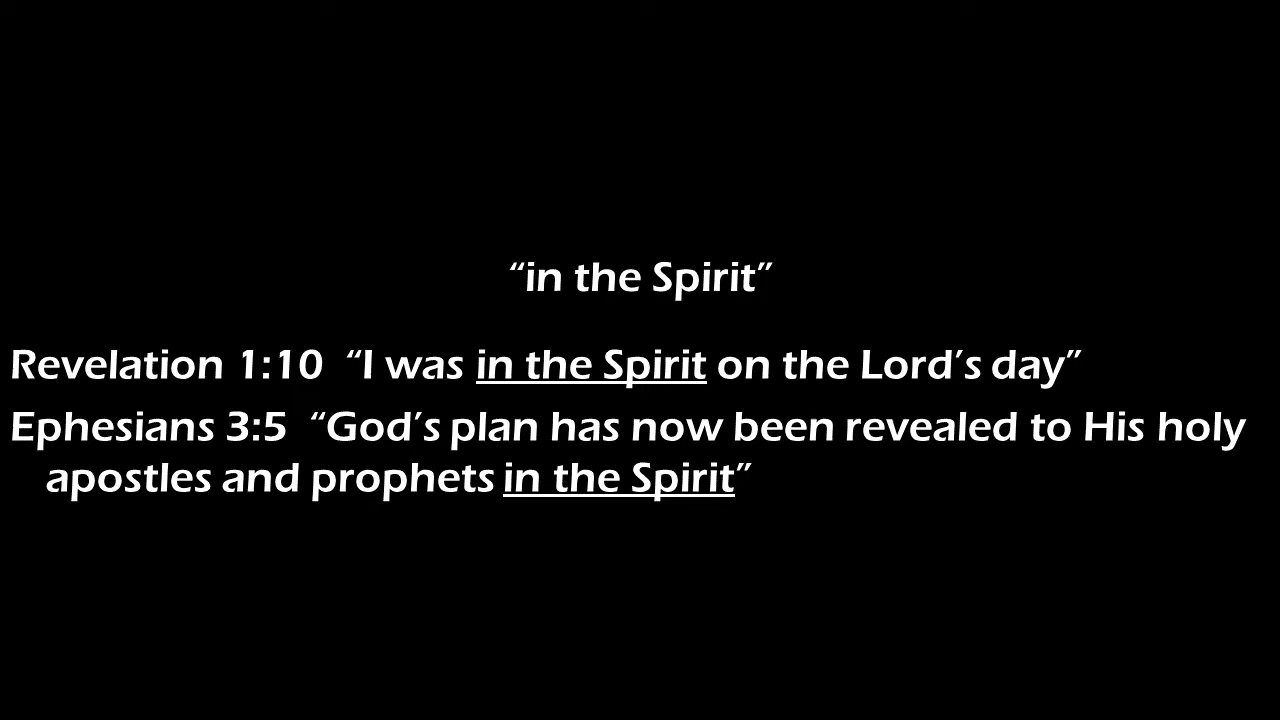 “in the Spirit”
Revelation 1:10 “I was in the Spirit on the Lord’s day”
Ephesians 3:5 “God’s plan has now been revealed to His holy
apostles and prophets in the Spirit”